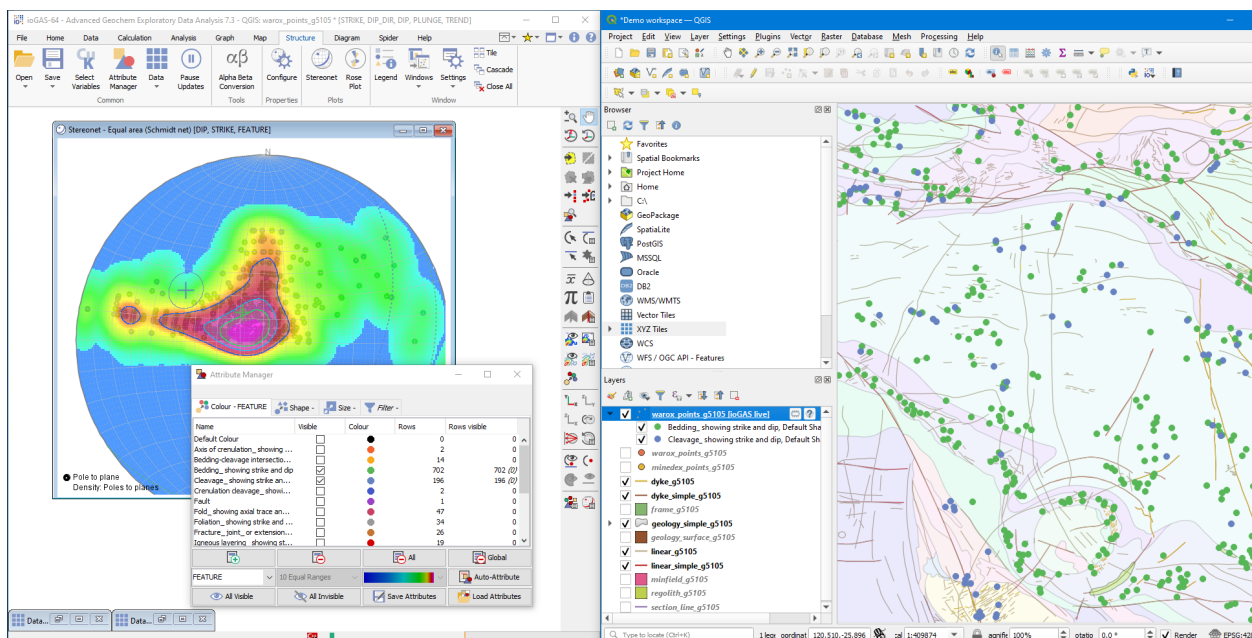 ioGAS-64 - Advanced Geochem Exploratory Data Analysis 7.3 - QGIS: warox_points_g5105 * [STRIKE, DIP_DIR, DIP, PLUNGE, TREND]
File Home Data Calculation Analysis Graph Map Structure Diagram Spider Help
Open Save Select Variables Attribute Manager Data Pause Updates
Alpha Beta Conversion Configure Stereonet Rose Plot Legend Windows Settings
Tile
Cascade
Close All
Common Tools Properties Plots Window
Stereonet - Equal area (Schmidt net) [DIP, STRIKE, FEATURE]
N
Pole to plane
Density: Poles to planes
Attribute Manager
Colour - FEATURE Shape - Size - Filter -
Name Visible Colour Rows Rows visible
Default Colour 0 0
Axis of crenulation_ showing ... 2 0
Bedding-cleavage intersectio... 14 0
Bedding_ showing strike and dip 702 702 (0)
Cleavage_ showing strike an... 196 196 (0)
Crenulation cleavage_ showi... 2 0
Fault 1 0
Fold_ showing axial trace an... 47 0
Foliation_ showing strike and ... 34 0
Fracture_ joint_ or extension... 26 0
Igneous layering_ showing st... 19 0
All Global
FEATURE 10 Equal Ranges Auto-Attribute
All Visible All Invisible Save Attributes Load Attributes
Data... Data...
*Demo workspace — QGIS
Project Edit View Layer Settings Plugins Vector Raster Database Mesh Processing Help
Browser
Favorites
Spatial Bookmarks
Project Home
Home
C:\
GeoPackage
SpatiaLite
PostGIS
MSSQL
Oracle
DB2
WMS/WMTS
Vector Tiles
XYZ Tiles
WCS
WFS / OGC API - Features
Layers
warox_points_g5105 [ioGAS live]
Bedding_ showing strike and dip, Default Sha
Cleavage_ showing strike and dip, Default Sh
warox_points_g5105
minedex_points_g5105
dyke_g5105
dyke_simple_g5105
frame_g5105
geology_simple_g5105
geology_surface_g5105
linear_g5105
linear_simple_g5105
minfield_g5105
regolith_g5105
section_line_g5105
Type to locate (Ctrl+K) 1 lege oordinat 120.510,-25.896 cal 1:409874 agnifie 100% otatio 0.0° Render EPSG:40